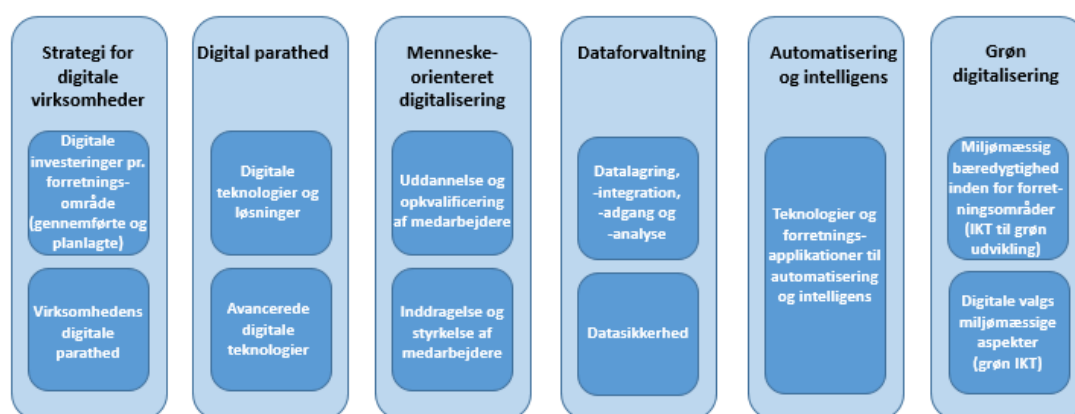 Strategi for
digitale
virksomheder
Digitale
investeringer pr.
forretnings-
område
(gennemførte og
planlagte)
Virksomhedens
digitale
parathed
Digital parathed
Digitale
teknologier og
løsninger
Avancerede
digitale
teknologier
Menneske-
orienteret
digitalisering
Uddannelse og
opkvalificering
af medarbejdere
Inddragelse og
styrkelse af
medarbejdere
Dataforvaltning
Datalagring,
-integration,
-adgang og
-analyse
Datasikkerhed
Automatisering
og intelligens
Teknologier og
forretnings-
applikationer til
automatisering
og intelligens
Grøn
digitalisering
Miljømæssig
bæredygtighed
inden for forret-
ningsområder
(IKT til grøn
udvikling)
Digitale valgs
miljømæssige
aspekter
(grøn IKT)